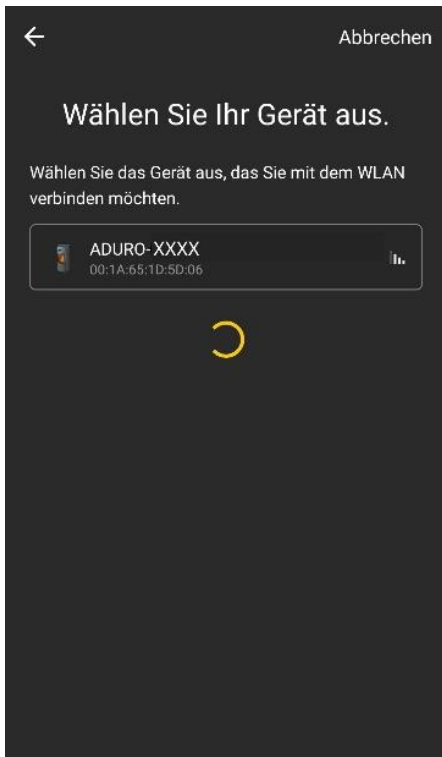 Abbrechen
Wählen Sie Ihr Gerät aus.
Wählen Sie das Gerät aus, das Sie mit dem WLAN
verbinden möchten.
ADURO-XXXX
00:1A:65:1D:5D:06